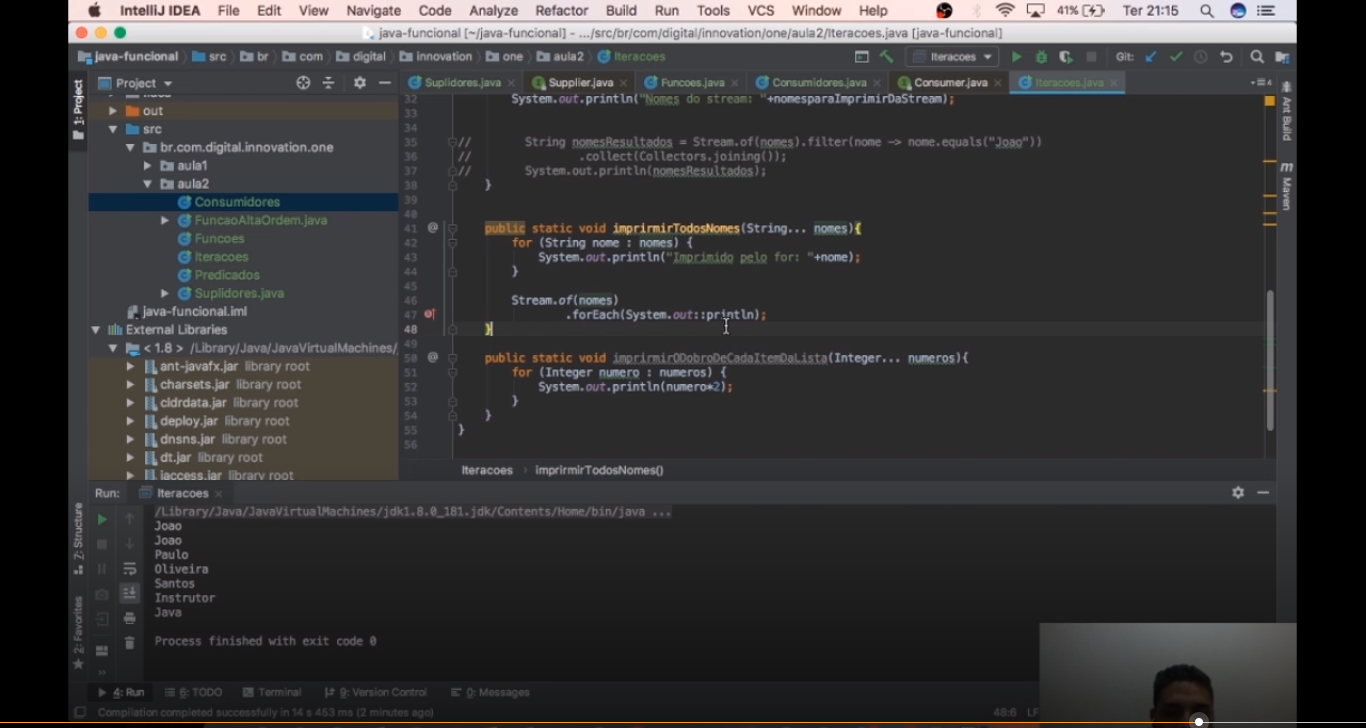 IntelliJ IDEA File Edit View Navigate Code Analyze Refactor Build Run Tools VCS Window Help 41% Ter 21:15
java-funcional [~/java-funcional] - .../src/br/com/digital/innovation/one/aula2/Iteracoes.java [java-funcional]
java-funcional src br com digital innovation one aula2 Iteracoes Iteracoes Git:
Project Suplidores.java Supplier.java Funcoes.java Consumidores.java Consumer.java Iteracoes.java
1: Project
out
src
br.com.digital.innovation.one
aula1
aula2
Consumidores
FuncaoAltaOrdem.java
Funcoes
Iteracoes
Predicados
Suplidores.java
java-funcional.iml
External Libraries
< 1.8 > /Library/Java/JavaVirtualMachines/
ant-javafx.jar library root
charsets.jar library root
cldrdata.jar library root
deploy.jar library root
dnsns.jar library root
dt.jar library root
jaccess.jar library root
32 System.out.println("Nomes do stream: "+nomesparaImprimirDaStream);
33
34
35 // String nomesResultados = Stream.of(nomes).filter(nome -> nome.equals("Joao"))
36 // .collect(Collectors.joining());
37 // System.out.println(nomesResultados);
38 }
39
40
41 @ public static void imprirmirTodosNomes(String... nomes){
42 for (String nome : nomes) {
43 System.out.println("Imprimido pelo for: "+nome);
44 }
45
46 Stream.of(nomes)
47 .forEach(System.out::println);
48 }
49
50 @ public static void imprirmirODobroDeCadaItemDaLista(Integer... numeros){
51 for (Integer numero : numeros) {
52 System.out.println(numero*2);
53 }
54 }
55 }
56
Iteracoes › imprirmirTodosNomes()
Ant Build
Maven
Run: Iteracoes
/Library/Java/JavaVirtualMachines/jdk1.8.0_181.jdk/Contents/Home/bin/java ...
Joao
Joao
Paulo
Oliveira
Santos
Instrutor
Java
Process finished with exit code 0
Z: Structure
2: Favorites
4: Run 6: TODO Terminal 9: Version Control 0: Messages
Compilation completed successfully in 14 s 453 ms (2 minutes ago) 48:6 LF